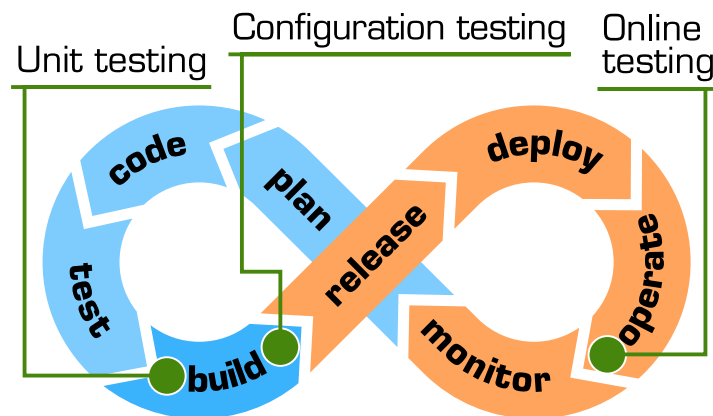 Configuration testing
Online
testing
Unit testing
code
plan
deploy
release
operate
test
monitor
build